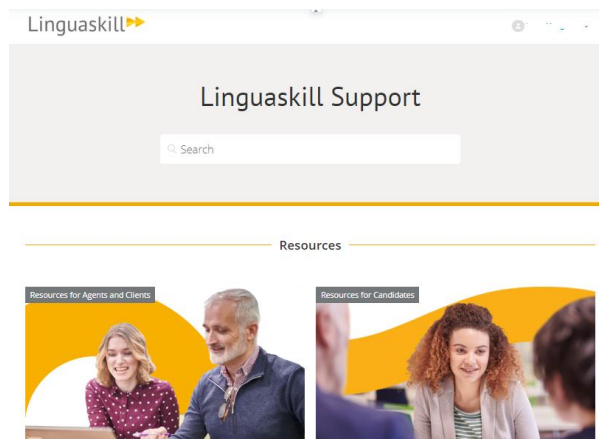 Linguaskill
Linguaskill Support
Search
Resources
Resources for Agents and Clients
Resources for Candidates